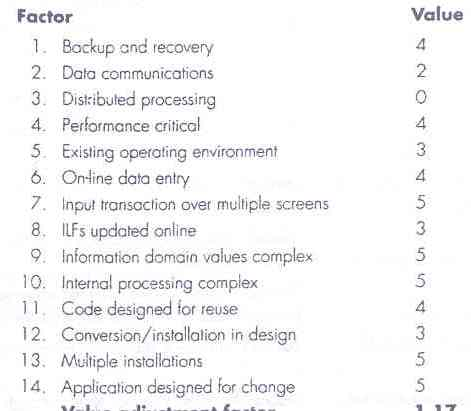 Factor Value
1. Backup and recovery 4
2. Data communications 2
3. Distributed processing 0
4. Performance critical 4
5. Existing operating environment 3
6. On-line data entry 4
7. Input transaction over multiple screens 5
8. ILFs updated online 3
9. Information domain values complex 5
10. Internal processing complex 5
11. Code designed for reuse 4
12. Conversion/installation in design 3
13. Multiple installations 5
14. Application designed for change 5
Value adjustment factor 1.17